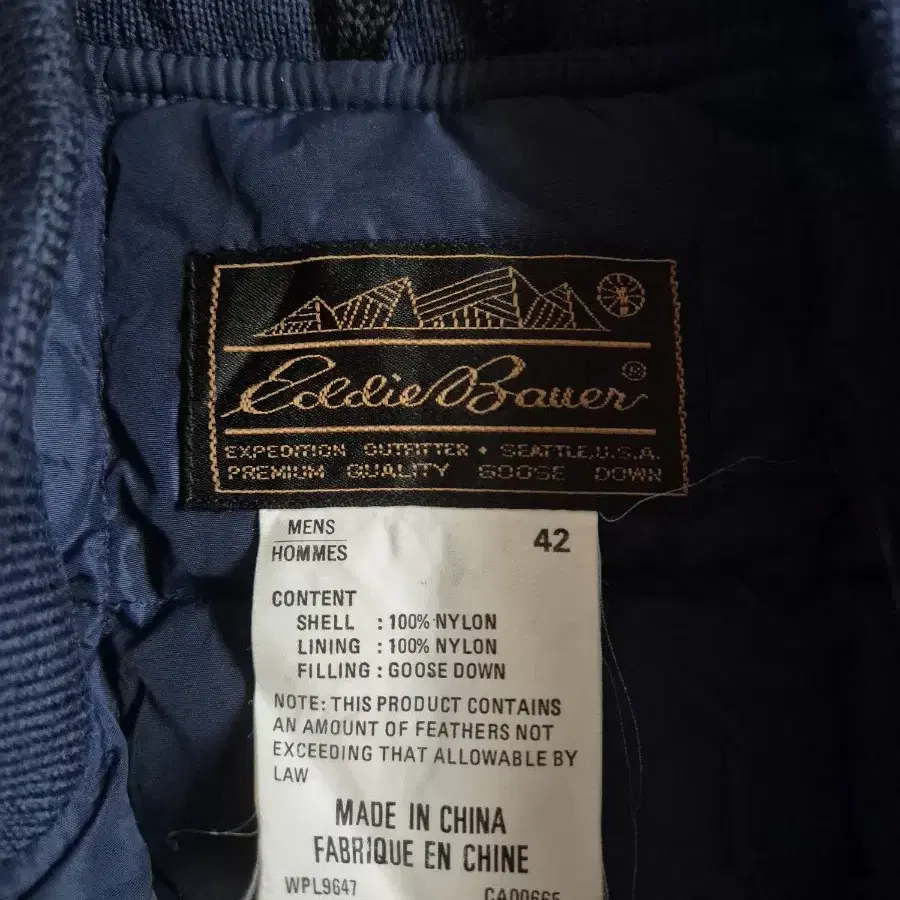 Eddie Bauer®
EXPEDITION OUTFITTER • SEATTLE, U.S.A.
PREMIUM QUALITY GOOSE DOWN
MENS 42
HOMMES
CONTENT
SHELL : 100% NYLON
LINING : 100% NYLON
FILLING : GOOSE DOWN
NOTE: THIS PRODUCT CONTAINS
AN AMOUNT OF FEATHERS NOT
EXCEEDING THAT ALLOWABLE BY
LAW
MADE IN CHINA
FABRIQUE EN CHINE
WPL9647 CA00665